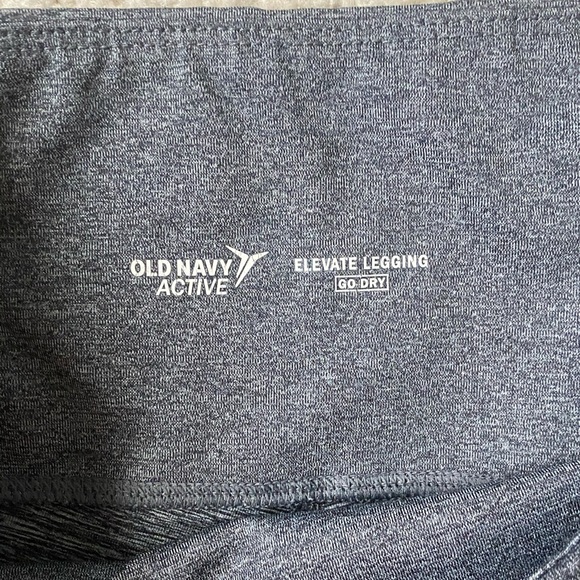 OLD NAVY
ACTIVE
ELEVATE LEGGING
GO-DRY